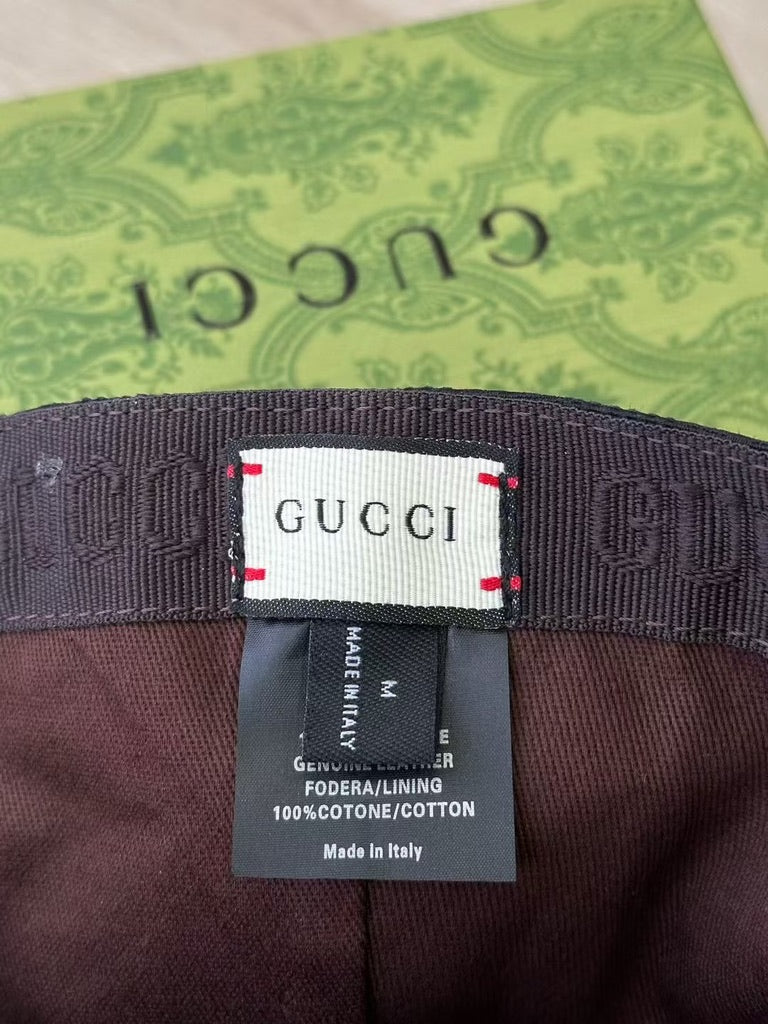 GUCCI
GUCCI
MADE IN ITALY
M
GENUINE LEATHER
FODERA/LINING
100%COTONE/COTTON
Made in Italy